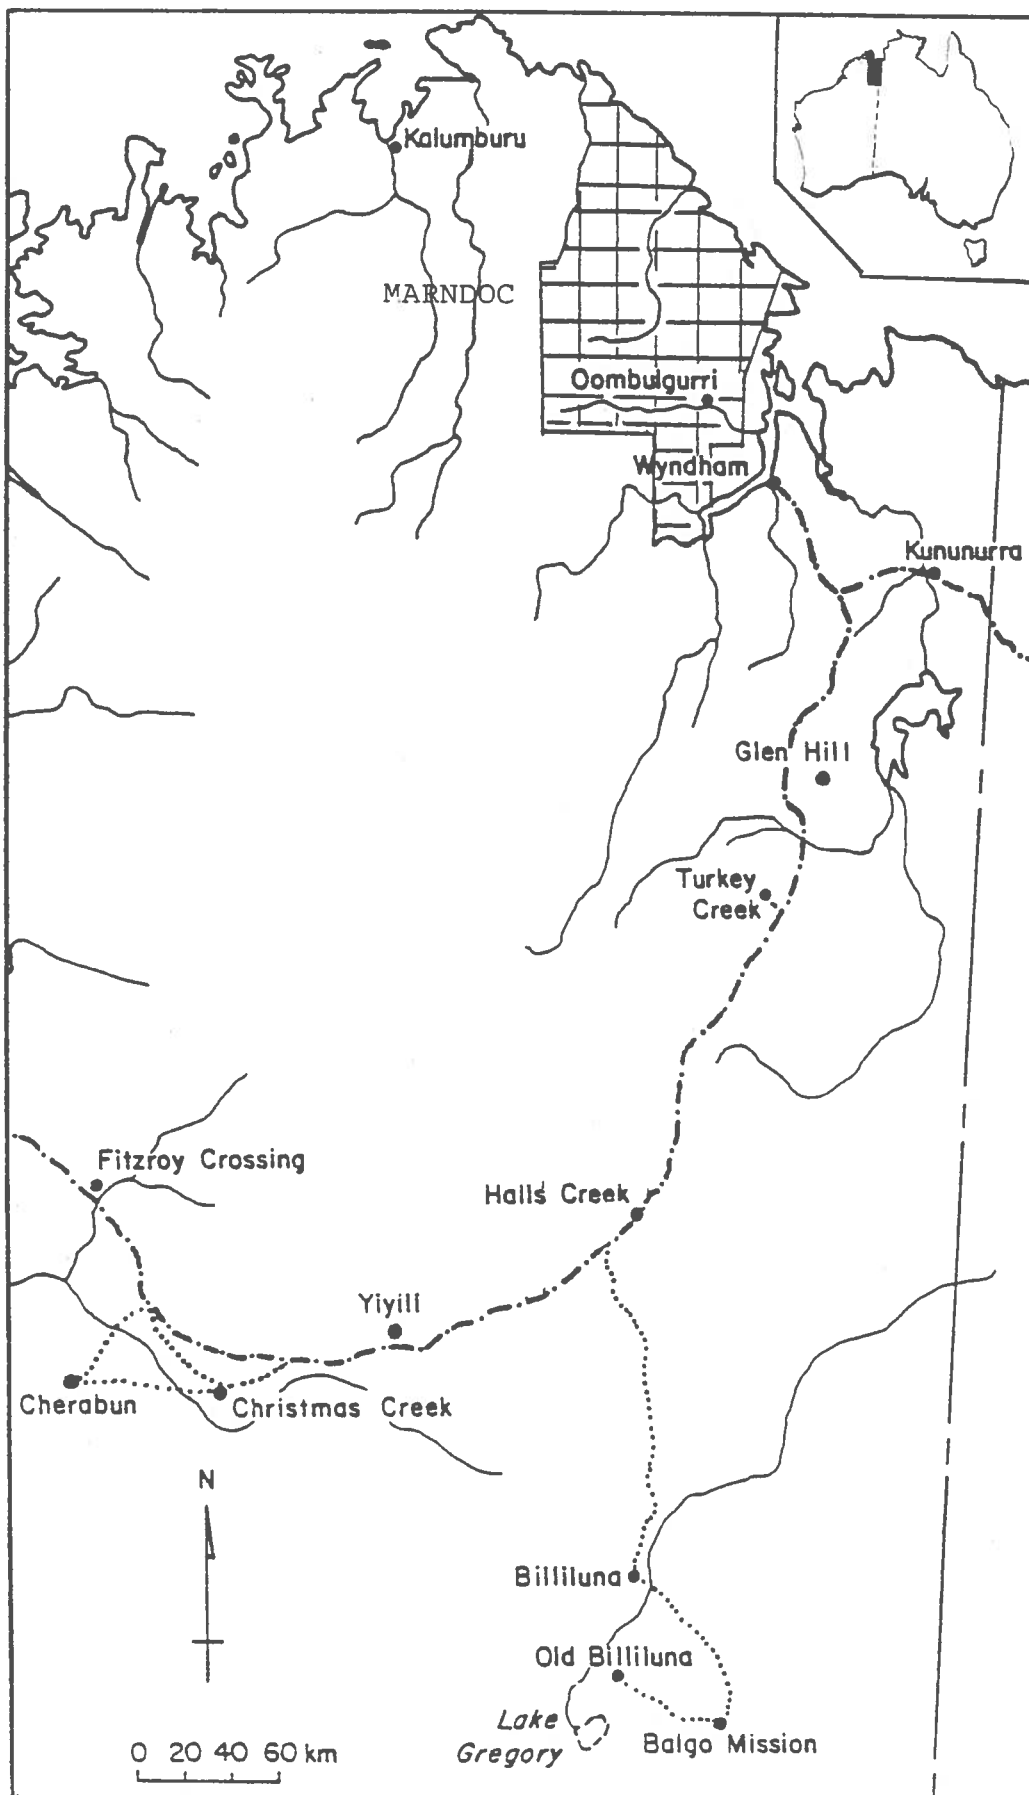 Kalumburu
MARNDOC
Oombulgurri
Wyndham
Kununurra
Glen Hill
Turkey
Creek
Fitzroy Crossing
Halls Creek
Yiyili
Cherabun
Christmas Creek
N
Billiluna
Old Billiluna
Lake
Gregory
Balgo Mission
0 20 40 60 km